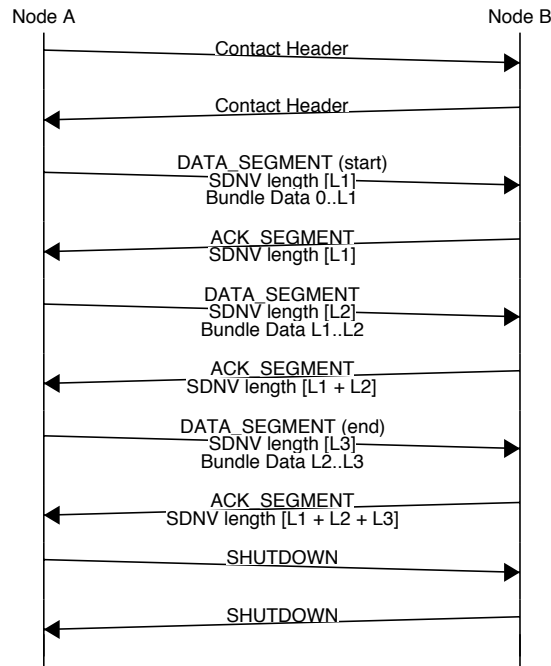 Node A Node B
Contact Header
Contact Header
DATA_SEGMENT (start)
SDNV length [L1]
Bundle Data 0..L1
ACK_SEGMENT
SDNV length [L1]
DATA_SEGMENT
SDNV length [L2]
Bundle Data L1..L2
ACK_SEGMENT
SDNV length [L1 + L2]
DATA_SEGMENT (end)
SDNV length [L3]
Bundle Data L2..L3
ACK_SEGMENT
SDNV length [L1 + L2 + L3]
SHUTDOWN
SHUTDOWN